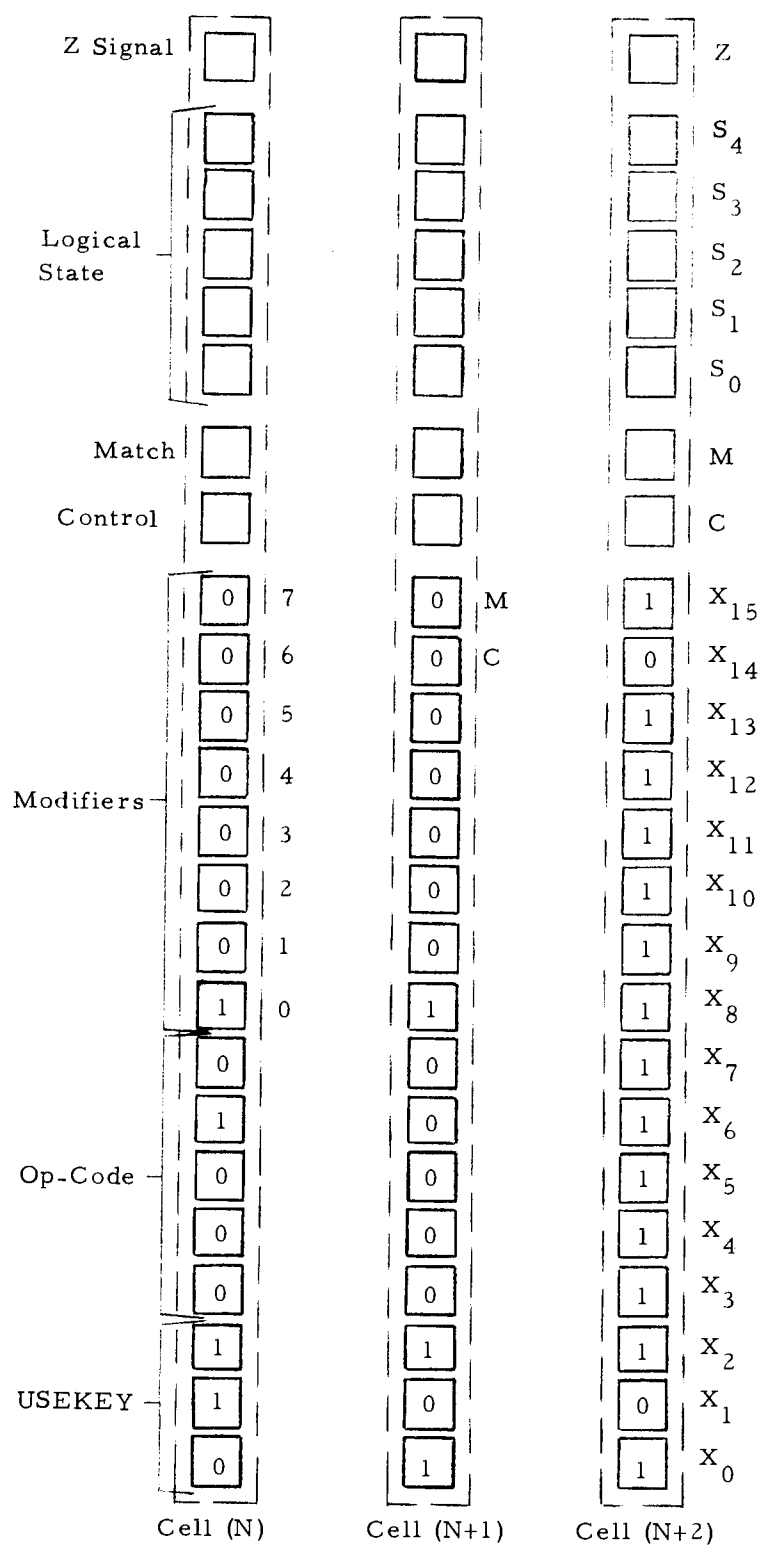 Z Signal Z
S4
S3
Logical
State
S2
S1
S0
Match M
Control C
0 7 0 M 1 X15
0 6 0 C 0 X14
0 5 0 1 X13
0 4 0 1 X12
Modifiers
0 3 0 1 X11
0 2 0 1 X10
0 1 0 1 X9
1 0 1 1 X8
0 0 1 X7
1 0 1 X6
Op-Code 0 0 1 X5
0 0 1 X4
0 0 1 X3
1 1 1 X2
USEKEY 1 0 0 X1
0 1 1 X0
Cell (N) Cell (N+1) Cell (N+2)